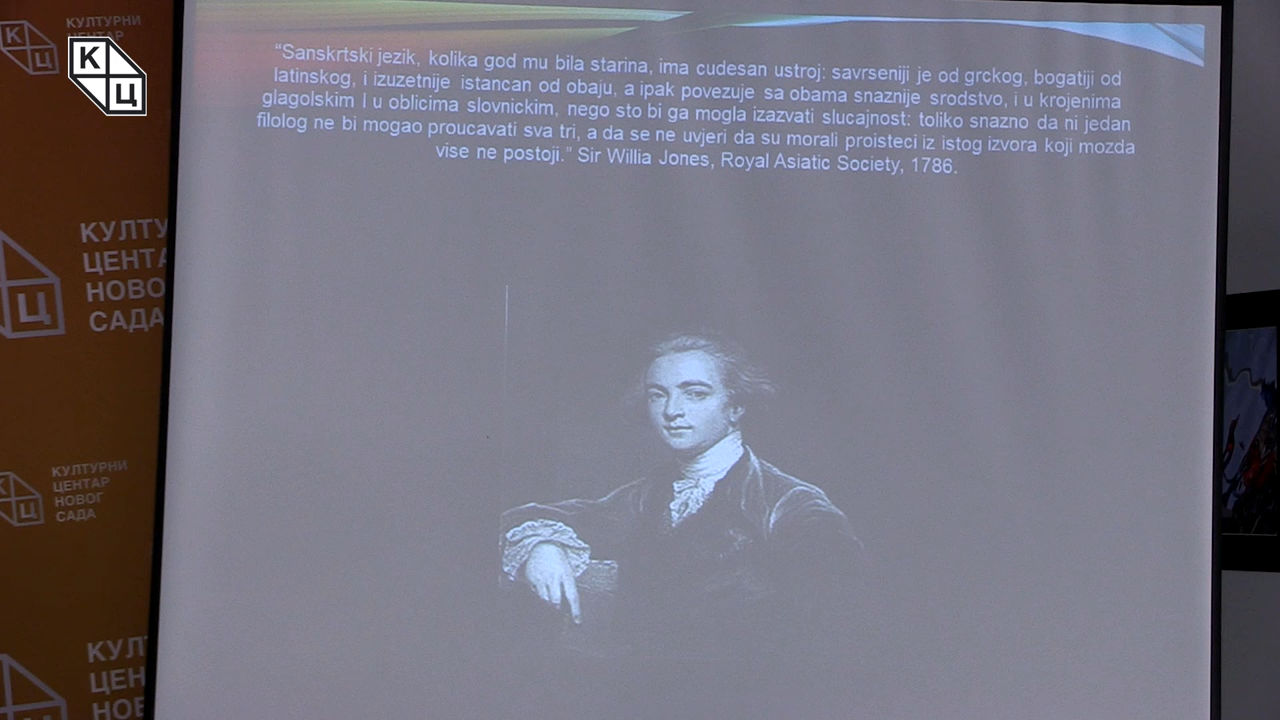 КУЛТУРНИ
ЦЕНТАР
К
Ц
“Sanskrtski jezik, kolika god mu bila starina, ima cudesan ustroj: savrseniji je od grckog, bogatiji od
latinskog, i izuzetnije istancan od obaju, a ipak povezuje sa obama snaznije srodstvo, i u krojenima
glagolskim I u oblicima slovnickim, nego sto bi ga mogla izazvati slucajnost: toliko snazno da ni jedan
filolog ne bi mogao proucavati sva tri, a da se ne uvjeri da su morali proisteci iz istog izvora koji mozda
vise ne postoji.” Sir Willia Jones, Royal Asiatic Society, 1786.
Ц
КУЛТУ
ЦЕНТА
НОВО
САДА
Ц
КУЛТУРНИ
ЦЕНТАР
НОВОГ
САДА
КУЛТ
ЦЕН
НОВ